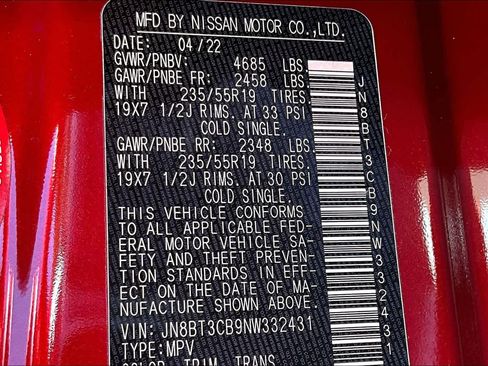 MFD BY NISSAN MOTOR CO.,LTD.
DATE: 04/22
GVWR/PNBV: 4685 LBS.
GAWR/PNBE FR: 2458 LBS.
WITH 235/55R19 TIRES.
19X7 1/2J RIMS. AT 33 PSI
COLD SINGLE.
GAWR/PNBE RR: 2348 LBS.
WITH 235/55R19 TIRES.
19X7 1/2J RIMS. AT 30 PSI
COLD SINGLE.
THIS VEHICLE CONFORMS
TO ALL APPLICABLE FED-
ERAL MOTOR VEHICLE SA-
FETY AND THEFT PREVEN-
TION STANDARDS IN EFF-
ECT ON THE DATE OF MA-
NUFACTURE SHOWN ABOVE.
VIN: JN8BT3CB9NW332431
TYPE:MPV
COLOR TRIM TRANS
JN8BT3CB9NW332431